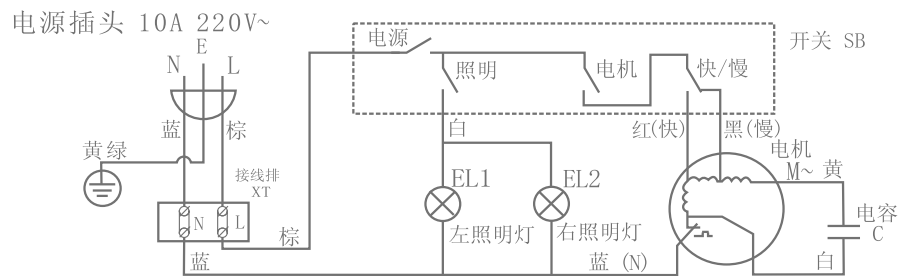 电源插头 10A 220V~
N E L
蓝 棕
黄绿
接线排
XT
N L
蓝
棕
电源
照明
电机
快/慢
开关 SB
白
红(快) 黑(慢)
EL1 EL2
左照明灯 右照明灯
蓝 (N)
电机
M~ 黄
电容
C
白